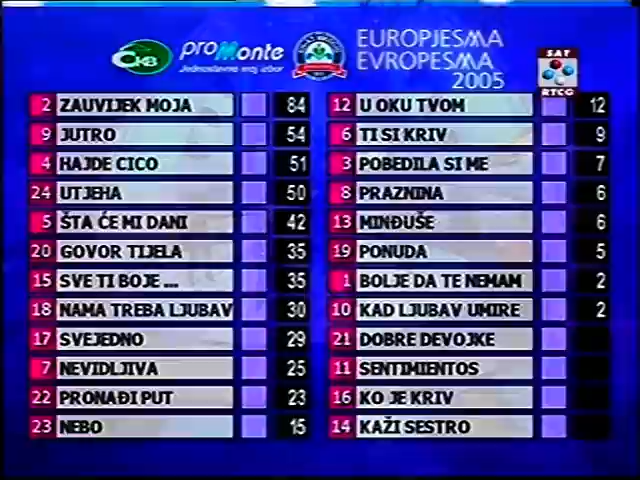 CKB
proMonte
Jednostavno moj izbor
EUROPJESMA
EVROPESMA
2005
SAT
RTCG
2 ZAUVIJEK MOJA 84
9 JUTRO 54
4 HAJDE CICO 51
24 UTJEHA 50
5 ŠTA ĆE MI DANI 42
20 GOVOR TIJELA 35
15 SVE TI BOJE ... 35
18 NAMA TREBA LJUBAV 30
17 SVEJEDNO 29
7 NEVIDLJIVA 25
22 PRONAĐI PUT 23
23 NEBO 15
12 U OKU TVOM 12
6 TI SI KRIV 9
3 POBEDILA SI ME 7
8 PRAZNINA 6
13 MINĐUŠE 6
19 PONUDA 5
1 BOLJE DA TE NEMAM 2
10 KAD LJUBAV UMIRE 2
21 DOBRE DEVOJKE
11 SENTIMIENTOS
16 KO JE KRIV
14 KAŽI SESTRO